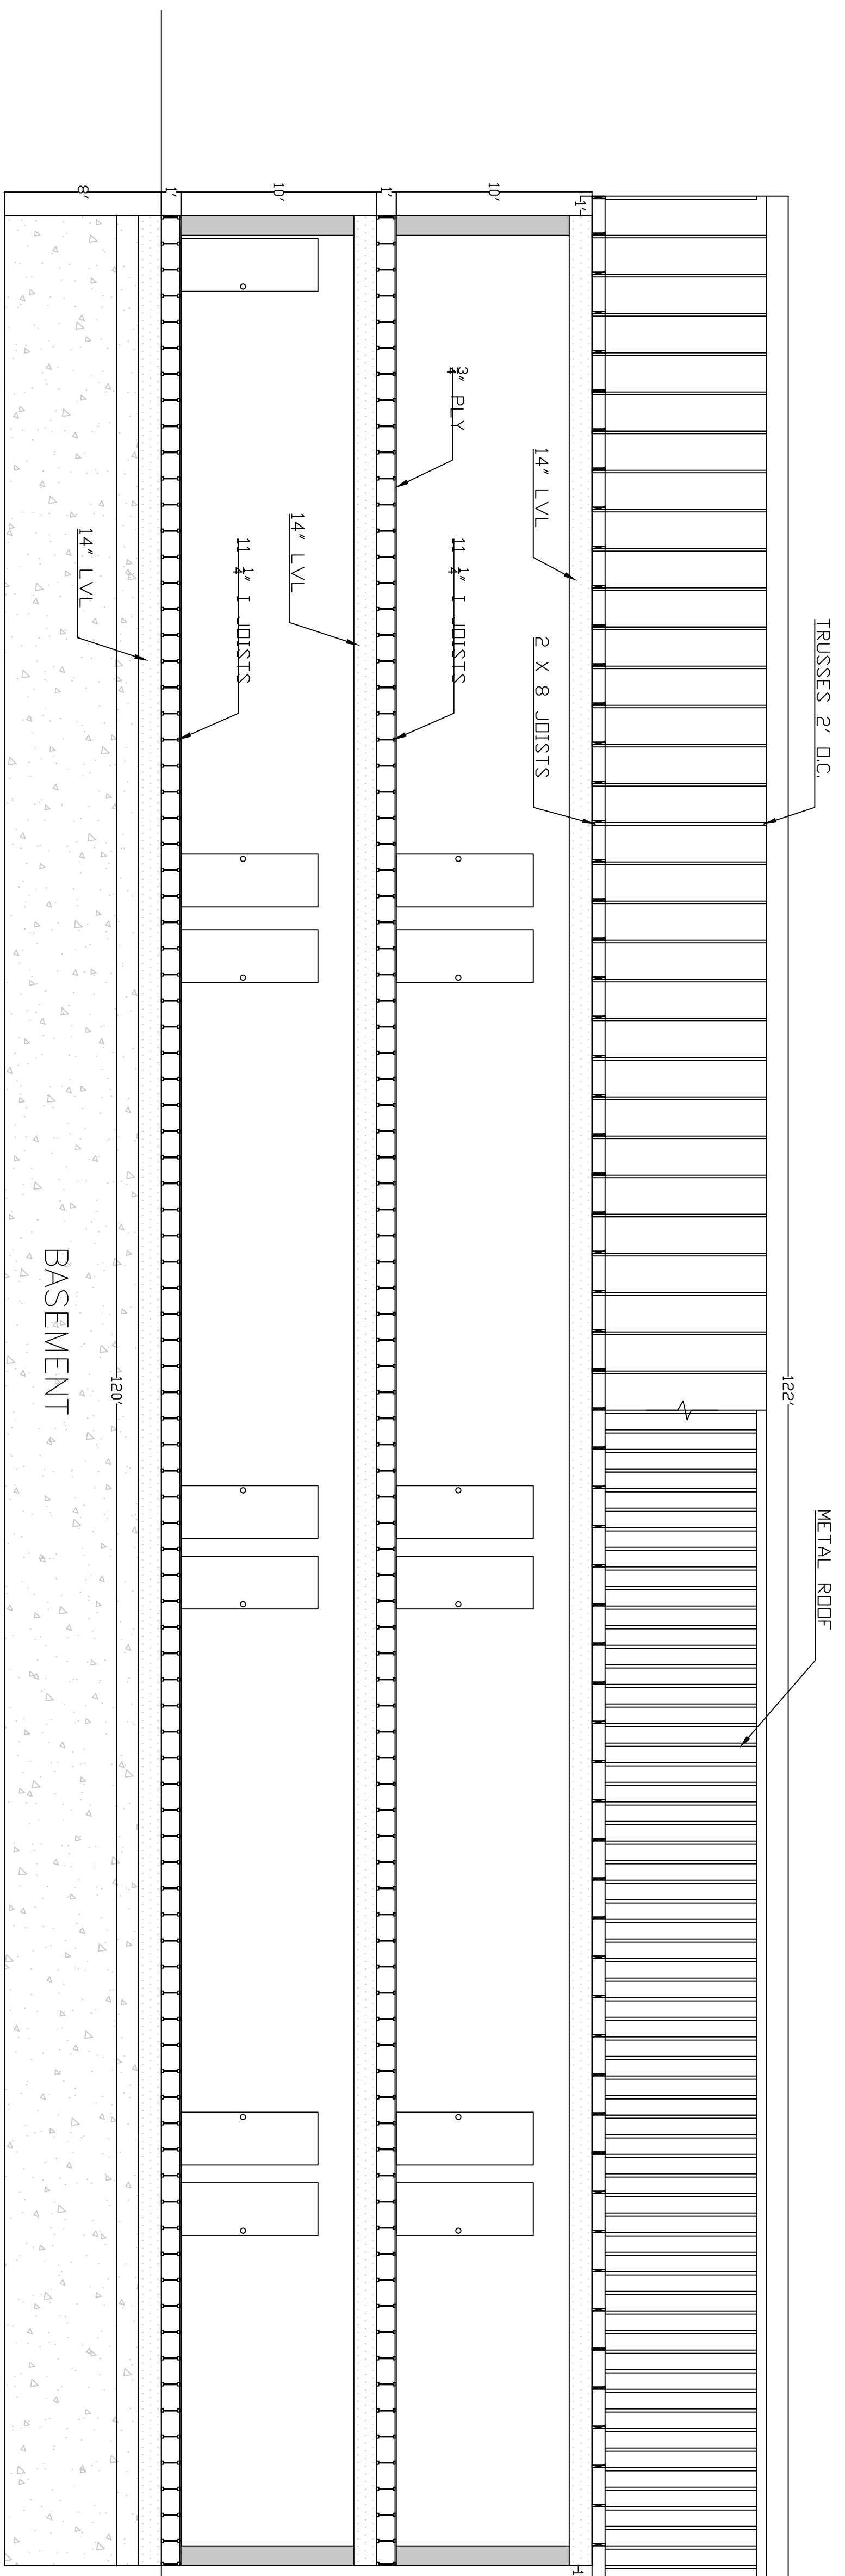 TRUSSES 2' O.C.
METAL ROOF
122'
1'
1'
2 X 8 JOISTS
14" LVL
10'
3/4" PLY
11 1/4" I JOISTS
1'
14" LVL
10'
11 1/4" I JOISTS
1'
14" LVL
120'
8'
BASEMENT